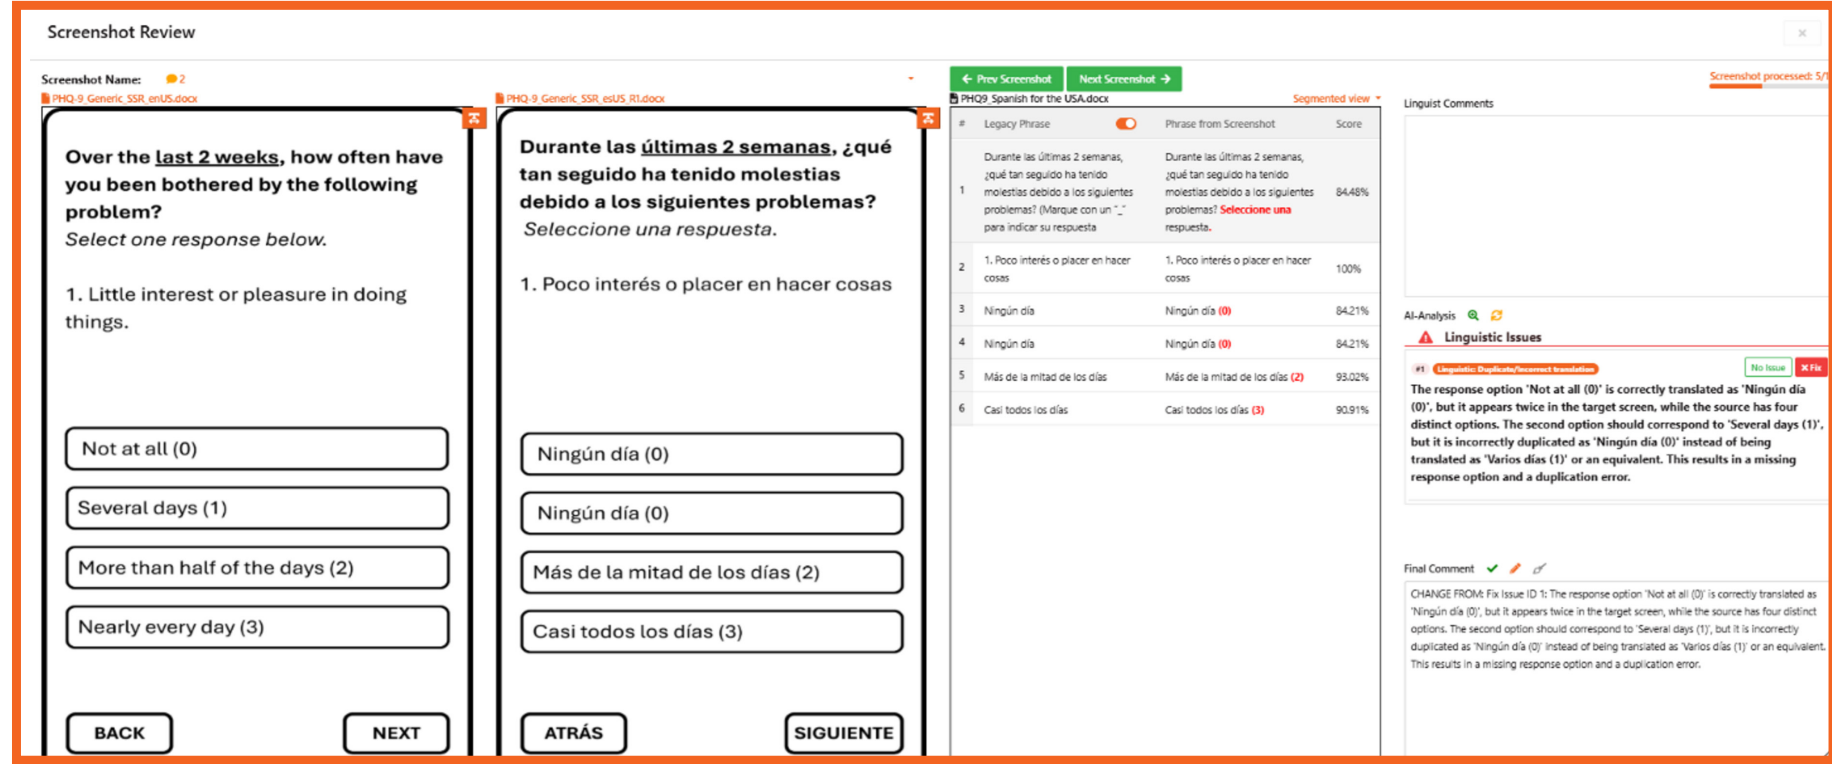 Screenshot Review
×
Screenshot Name: 2
PHQ-9_Generic_SSR_enUS.docx
Over the last 2 weeks, how often have
you been bothered by the following
problem?
Select one response below.
1. Little interest or pleasure in doing
things.
Not at all (0)
Several days (1)
More than half of the days (2)
Nearly every day (3)
BACK NEXT
PHQ-9_Generic_SSR_esUS_R1.docx
Durante las últimas 2 semanas, ¿qué
tan seguido ha tenido molestias
debido a los siguientes problemas?
Seleccione una respuesta.
1. Poco interés o placer en hacer cosas
Ningún día (0)
Ningún día (0)
Más de la mitad de los días (2)
Casi todos los días (3)
ATRÁS SIGUIENTE
← Prev Screenshot Next Screenshot →
PHQ9_Spanish for the USA.docx Segmented view
# Legacy Phrase Phrase from Screenshot Score
Durante las últimas 2 semanas, Durante las últimas 2 semanas,
¿qué tan seguido ha tenido ¿qué tan seguido ha tenido
1 molestias debido a los siguientes molestias debido a los siguientes 84.48%
problemas? (Marque con un "_" problemas? Seleccione una
para indicar su respuesta respuesta.
2 1. Poco interés o placer en hacer 1. Poco interés o placer en hacer 100%
cosas cosas
3 Ningún día Ningún día (0) 84.21%
4 Ningún día Ningún día (0) 84.21%
5 Más de la mitad de los días Más de la mitad de los días (2) 93.02%
6 Casi todos los días Casi todos los días (3) 90.91%
Screenshot processed: 5/1
Linguist Comments
AI-Analysis
Linguistic Issues
#1 Linguistic: Duplicate/Incorrect translation No Issue × Fix
The response option 'Not at all (0)' is correctly translated as 'Ningún día
(0)', but it appears twice in the target screen, while the source has four
distinct options. The second option should correspond to 'Several days (1)',
but it is incorrectly duplicated as 'Ningún día (0)' instead of being
translated as 'Varios días (1)' or an equivalent. This results in a missing
response option and a duplication error.
Final Comment
CHANGE FROM: Fix Issue ID 1: The response option 'Not at all (0)' is correctly translated as
'Ningún día (0)', but it appears twice in the target screen, while the source has four distinct
options. The second option should correspond to 'Several days (1)', but it is incorrectly
duplicated as 'Ningún día (0)' instead of being translated as 'Varios días (1)' or an equivalent.
This results in a missing response option and a duplication error.